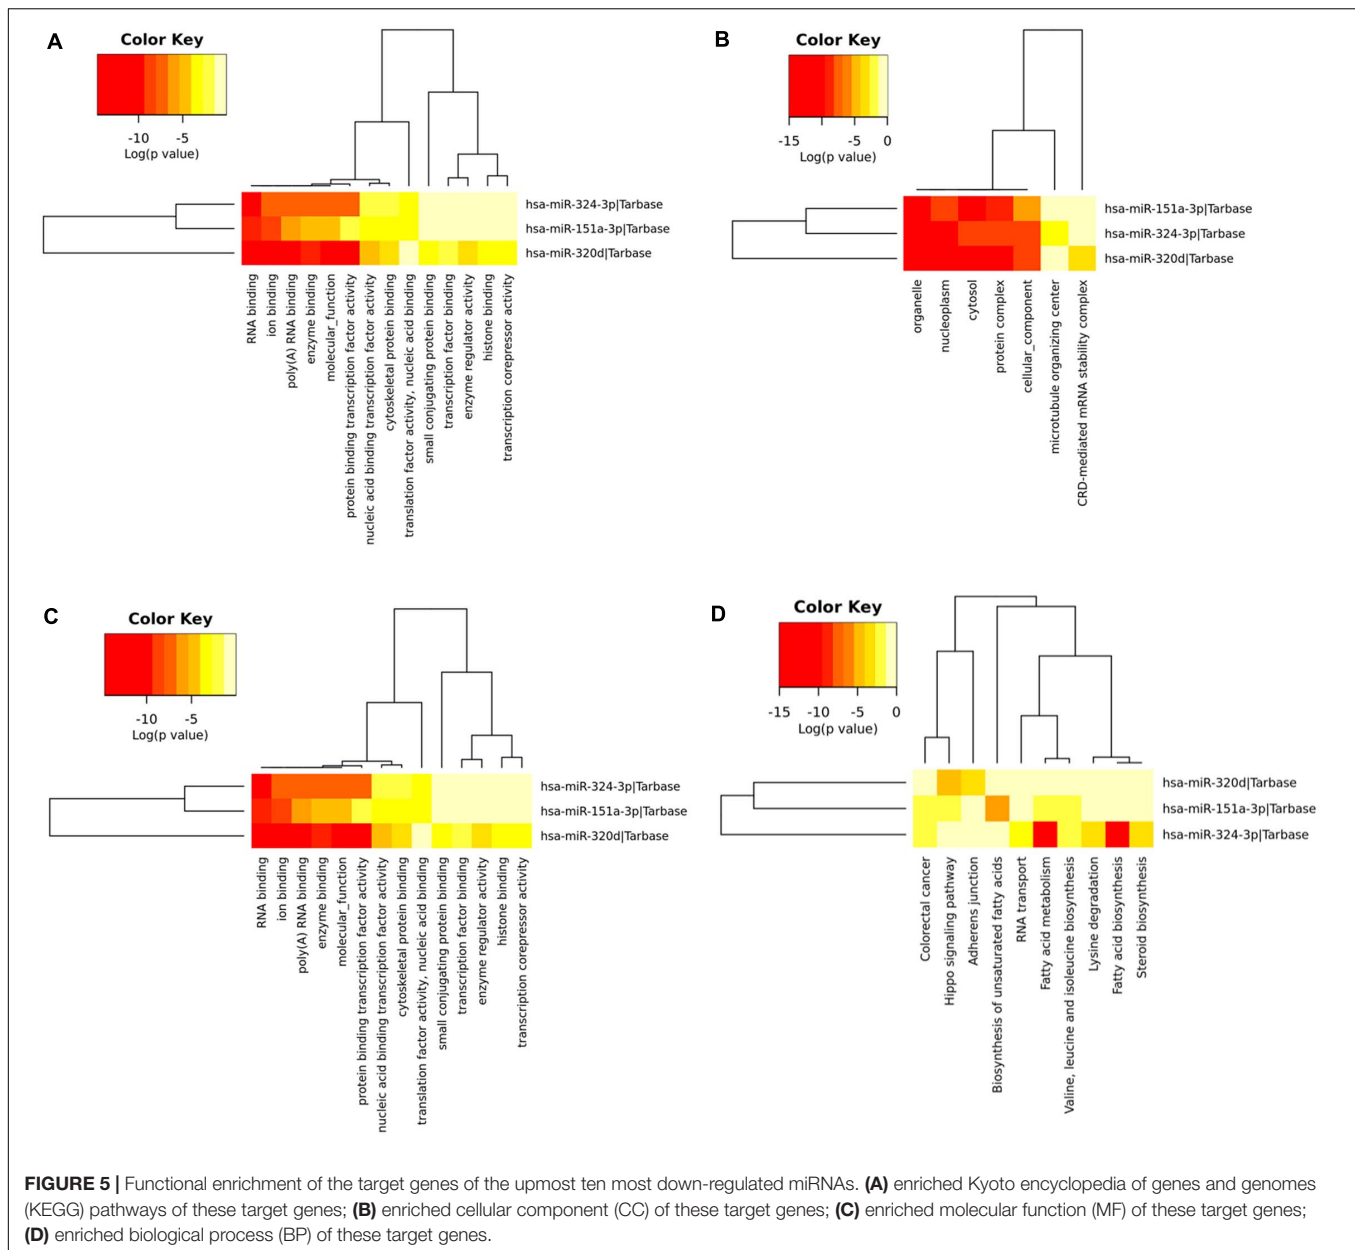 A
Color Key
-10 -5
Log(p value)
hsa-miR-324-3p|Tarbase
hsa-miR-151a-3p|Tarbase
hsa-miR-320d|Tarbase
RNA binding
ion binding
poly(A) RNA binding
enzyme binding
molecular_function
protein binding transcription factor activity
nucleic acid binding transcription factor activity
cytoskeletal protein binding
translation factor activity, nucleic acid binding
small conjugating protein binding
transcription factor binding
enzyme regulator activity
histone binding
transcription corepressor activity
B
Color Key
-15 -5 0
Log(p value)
hsa-miR-151a-3p|Tarbase
hsa-miR-324-3p|Tarbase
hsa-miR-320d|Tarbase
organelle
nucleoplasm
cytosol
protein complex
cellular_component
microtubule organizing center
CRD-mediated mRNA stability complex
C
Color Key
-10 -5
Log(p value)
hsa-miR-324-3p|Tarbase
hsa-miR-151a-3p|Tarbase
hsa-miR-320d|Tarbase
RNA binding
ion binding
poly(A) RNA binding
enzyme binding
molecular_function
protein binding transcription factor activity
nucleic acid binding transcription factor activity
cytoskeletal protein binding
translation factor activity, nucleic acid binding
small conjugating protein binding
transcription factor binding
enzyme regulator activity
histone binding
transcription corepressor activity
D
Color Key
-15 -10 -5 0
Log(p value)
hsa-miR-320d|Tarbase
hsa-miR-151a-3p|Tarbase
hsa-miR-324-3p|Tarbase
Colorectal cancer
Hippo signaling pathway
Adherens junction
Biosynthesis of unsaturated fatty acids
RNA transport
Fatty acid metabolism
Valine, leucine and isoleucine biosynthesis
Lysine degradation
Fatty acid biosynthesis
Steroid biosynthesis
FIGURE 5 | Functional enrichment of the target genes of the upmost ten most down-regulated miRNAs. (A) enriched Kyoto encyclopedia of genes and genomes
(KEGG) pathways of these target genes; (B) enriched cellular component (CC) of these target genes; (C) enriched molecular function (MF) of these target genes;
(D) enriched biological process (BP) of these target genes.